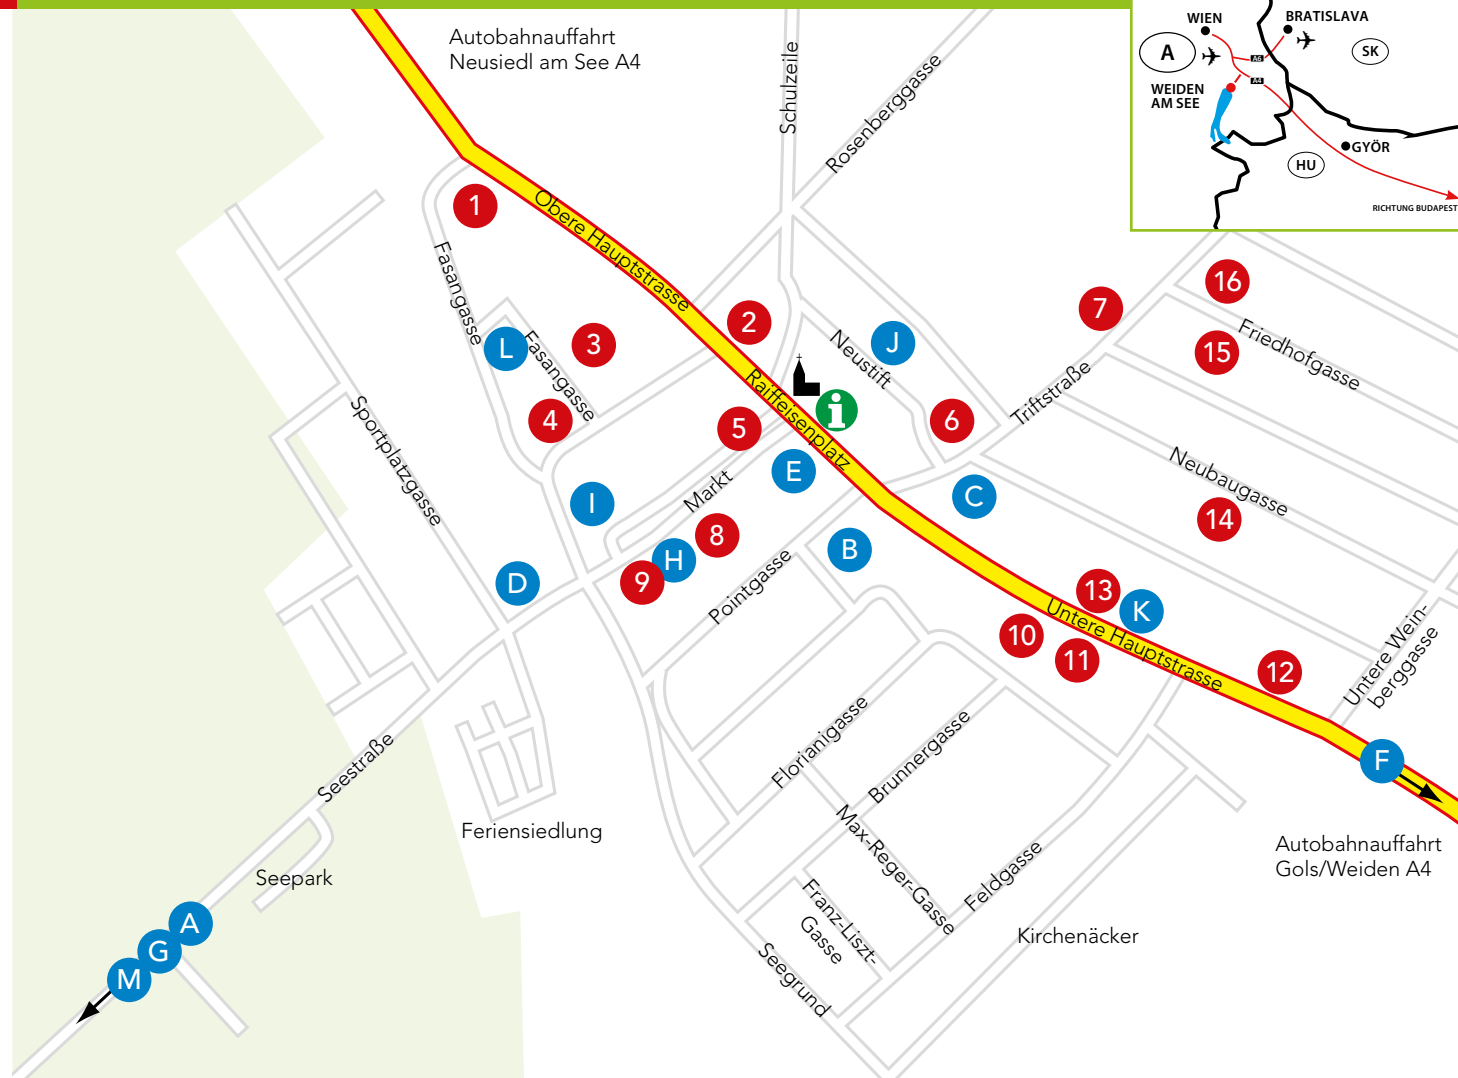 Autobahnauffahrt
Neusiedl am See A4
WIEN
BRATISLAVA
A
SK
A6
A4
WEIDEN
AM SEE
GYÖR
HU
RICHTUNG BUDAPEST
Schulzeile
Rosenberggasse
1
Obere Hauptstrasse
Fasangasse
2
3
L
Fasangasse
4
5
Raiffeisenplatz
i
Neustift
J
6
7
Triftstraße
16
15
Friedhofgasse
Neubaugasse
14
Sportplatzgasse
I
Markt
E
C
8
H
9
B
D
Pointgasse
13
K
10
Untere Hauptstrasse
11
12
Untere Wein-
berggasse
F
Seestraße
Florianigasse
Brunnergasse
Feriensiedlung
Max-Reger-Gasse
Feldgasse
Autobahnauffahrt
Gols/Weiden A4
Seepark
Franz-Liszt-
Gasse
Kirchenäcker
Seegrund
A
G
M